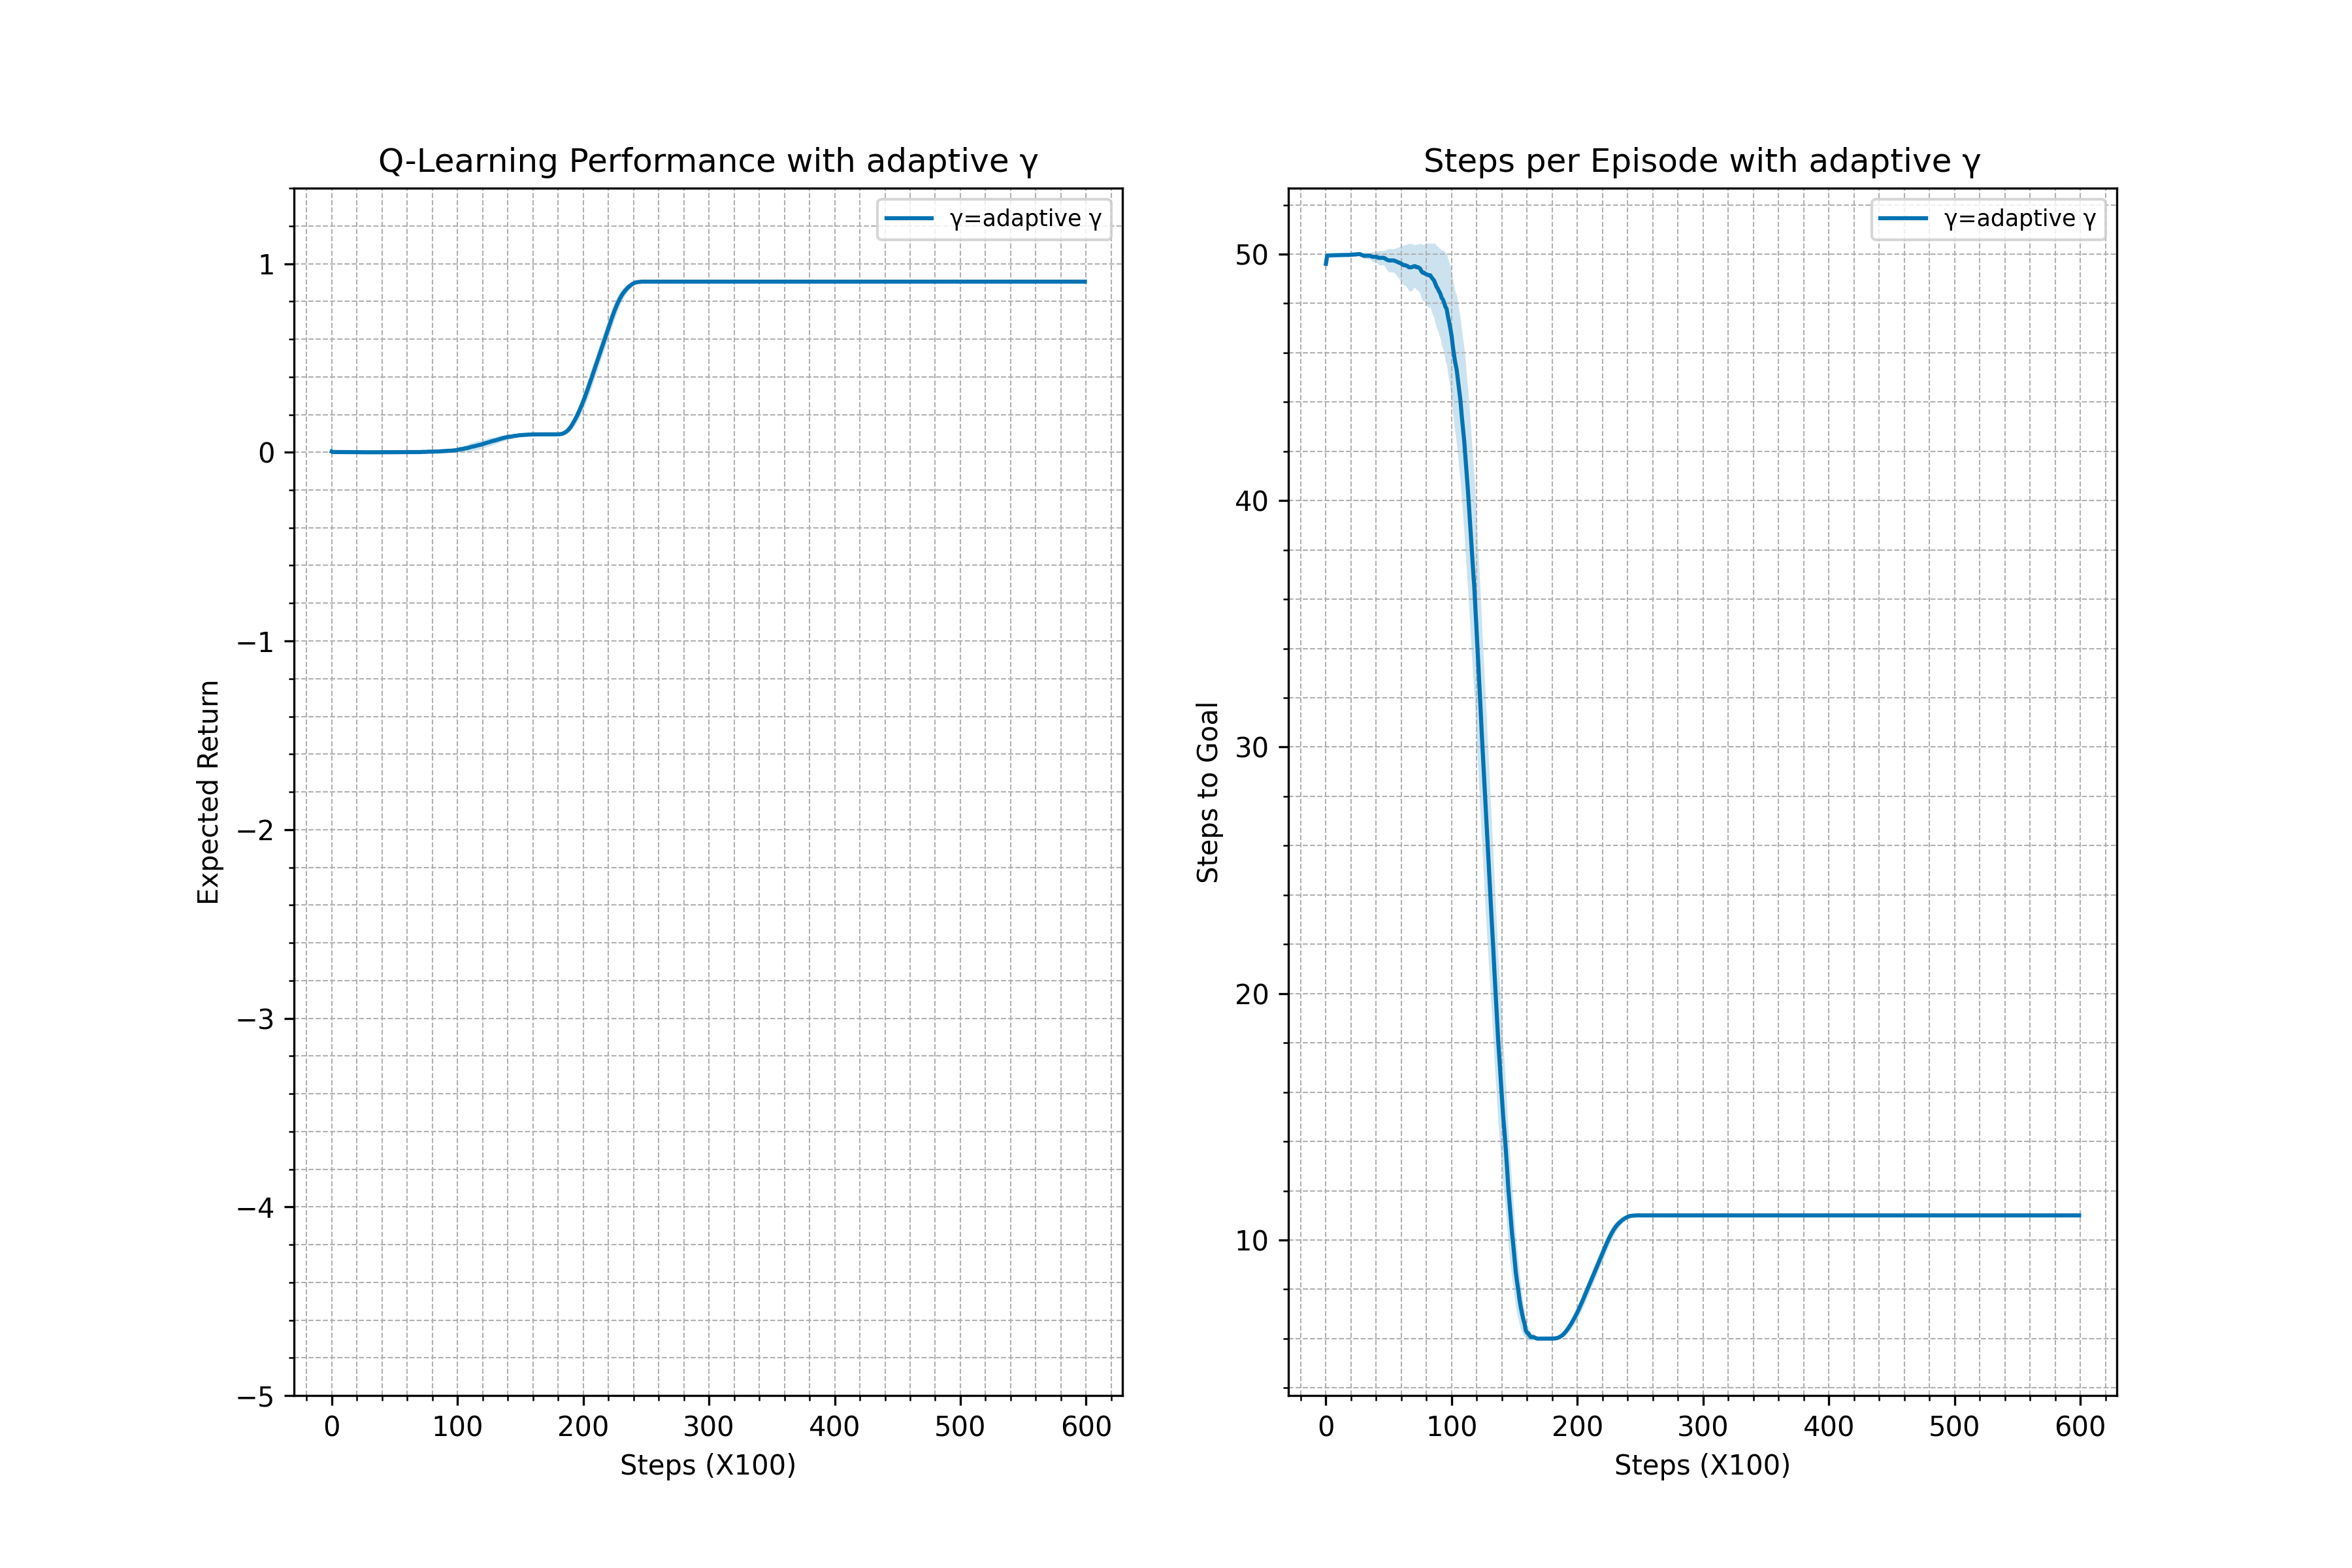 Q-Learning Performance with adaptive γ
γ=adaptive γ
1
0
−1
−2
−3
−4
−5
Expected Return
0 100 200 300 400 500 600
Steps (X100)
Steps per Episode with adaptive γ
γ=adaptive γ
50
40
30
20
10
Steps to Goal
0 100 200 300 400 500 600
Steps (X100)